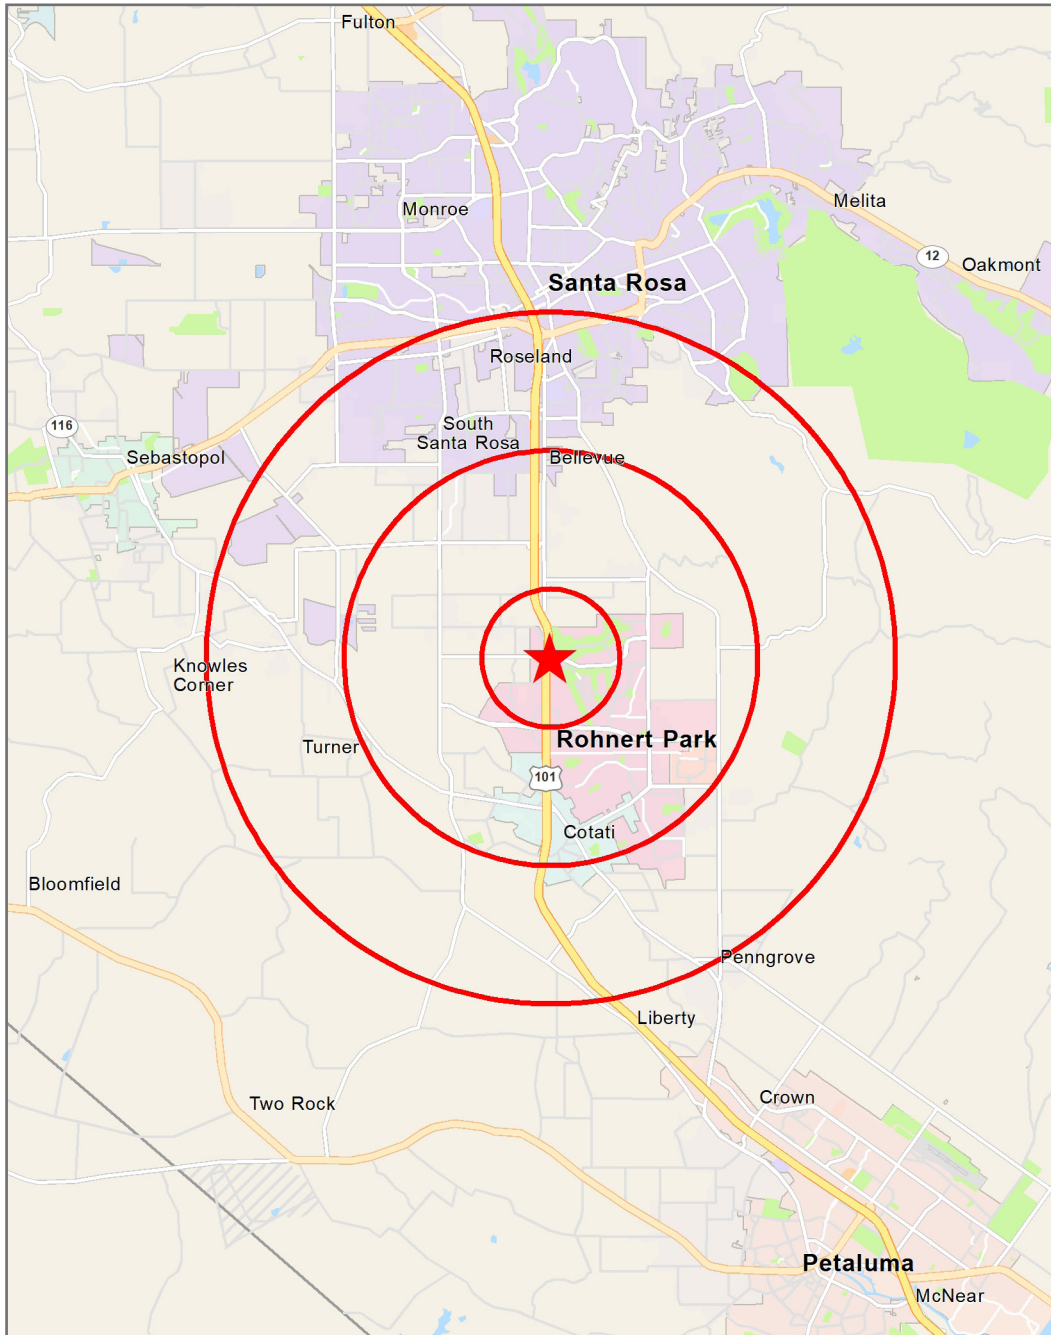 Fulton
Melita
Monroe
12
Oakmont
Santa Rosa
Roseland
116
South
Santa Rosa
Sebastopol
Bellevue
Knowles
Corner
Rohnert Park
Turner
101
Cotati
Bloomfield
Penngrove
Liberty
Crown
Two Rock
Petaluma
McNear